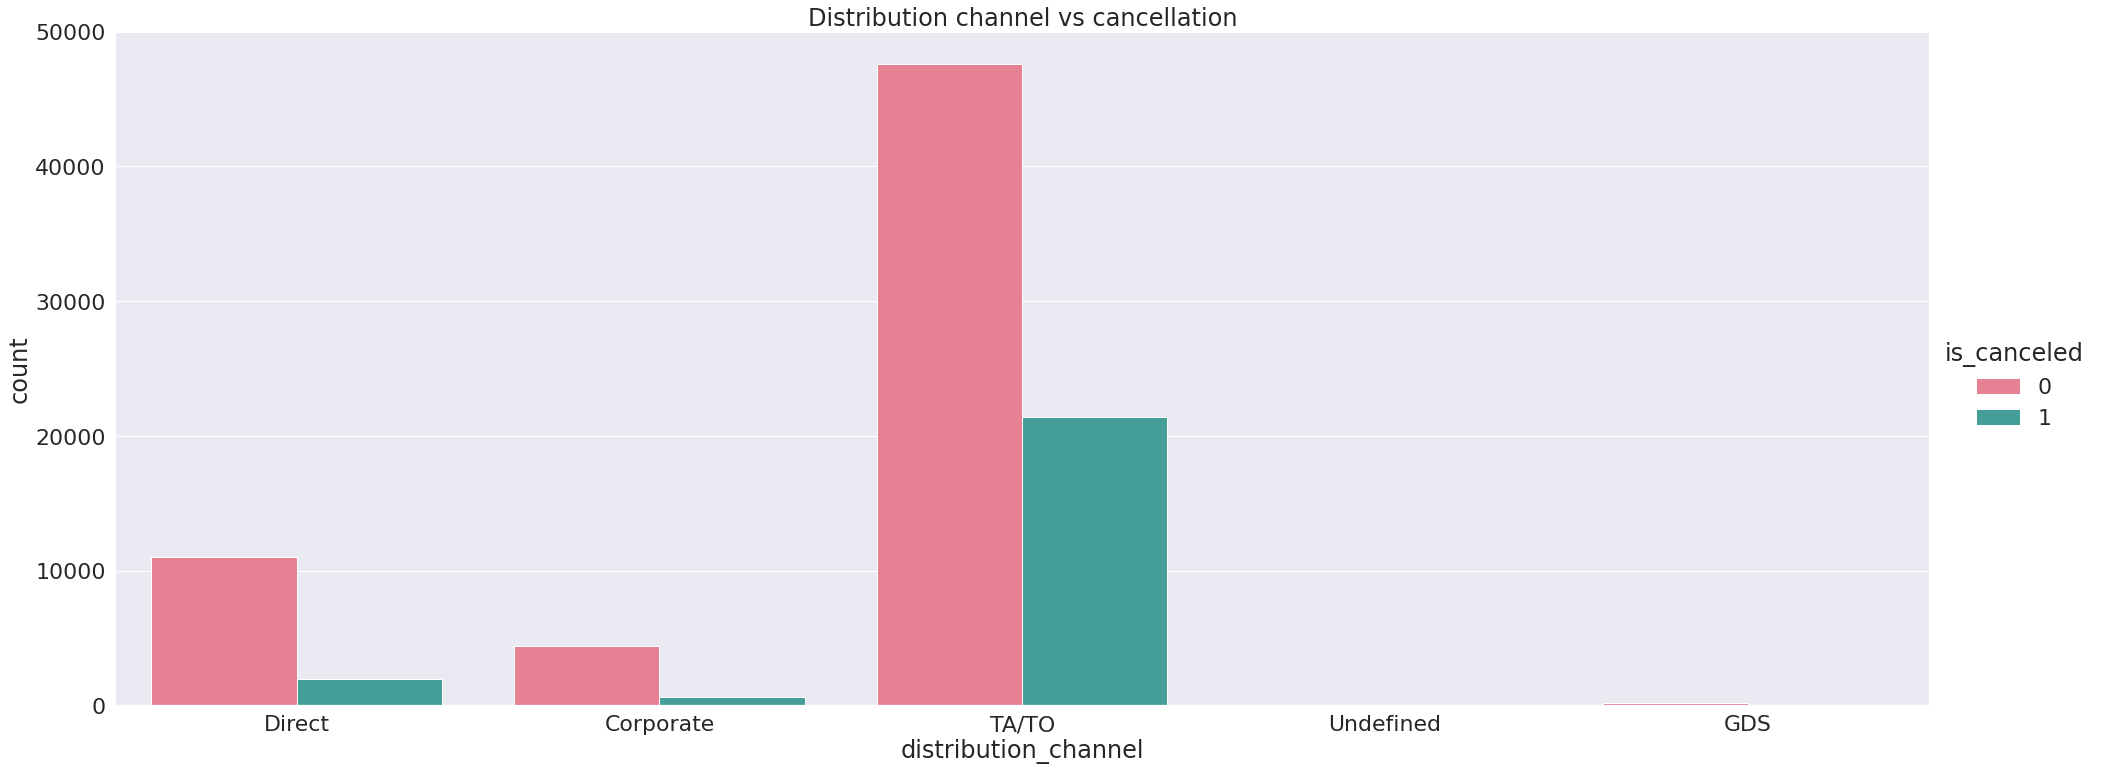 Distribution channel vs cancellation
50000
40000
30000
20000
10000
0
count
Direct
Corporate
TA/TO
Undefined
GDS
distribution_channel
is_canceled
0
1